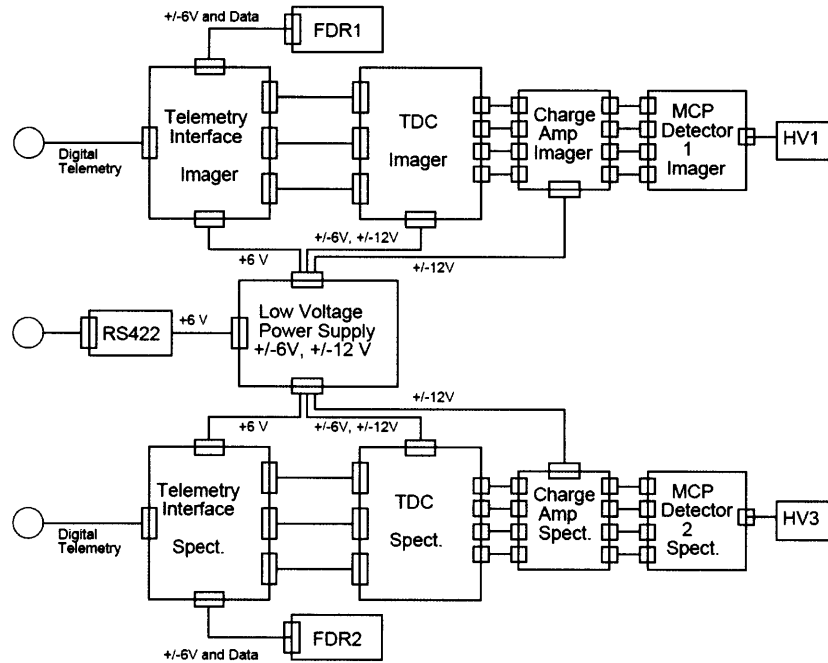 +/-6V and Data
FDR1
Telemetry
Interface
Imager
TDC
Imager
Charge
Amp
Imager
MCP
Detector
1
Imager
HV1
Digital
Telemetry
+6 V
+/-6V, +/-12V
+/-12V
Low Voltage
Power Supply
+/-6V, +/-12 V
RS422
+6 V
+6 V
+/-6V, +/-12V
+/-12V
Telemetry
Interface
Spect.
TDC
Spect.
Charge
Amp
Spect.
MCP
Detector
2
Spect.
HV3
Digital
Telemetry
FDR2
+/-6V and Data